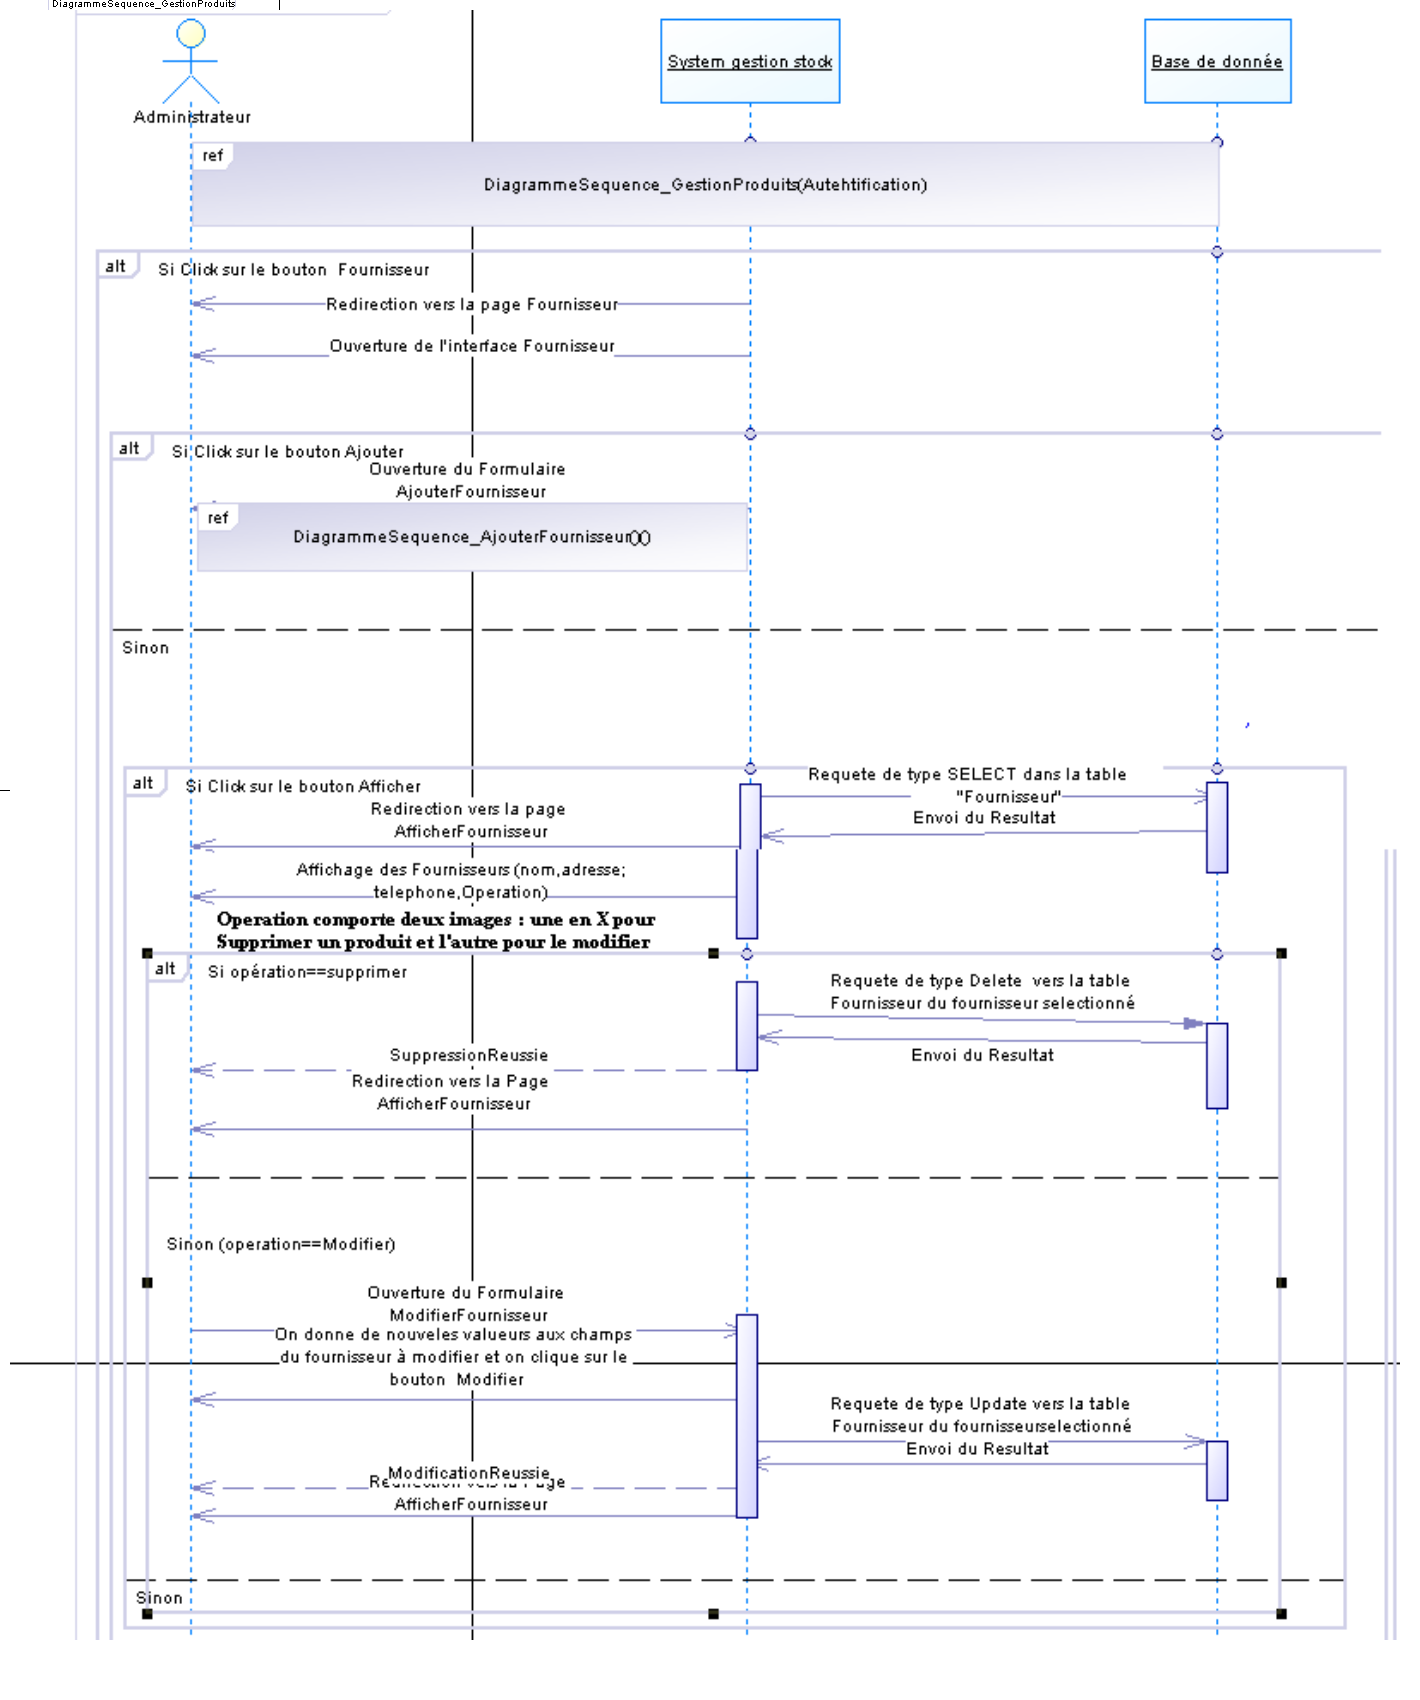 DiagrammeSequence_GestionProduits
Administrateur
System gestion stock
Base de donnée
ref
DiagrammeSequence_GestionProduits(Autehtification)
alt
Si Click sur le bouton Fournisseur
Redirection vers la page Fournisseur
Ouverture de l'interface Fournisseur
alt
Si Click sur le bouton Ajouter
Ouverture du Formulaire
AjouterFournisseur
ref
DiagrammeSequence_AjouterFournisseur()()
Sinon
alt
Si Click sur le bouton Afficher
Requete de type SELECT dans la table
"Fournisseur"
Envoi du Resultat
Redirection vers la page
AfficherFournisseur
Affichage des Fournisseurs (nom,adresse;
telephone,Operation)
Operation comporte deux images : une en X pour
Supprimer un produit et l'autre pour le modifier
alt
Si opération==supprimer
Requete de type Delete vers la table
Fournisseur du fournisseur selectionné
Envoi du Resultat
SuppressionReussie
Redirection vers la Page
AfficherFournisseur
Sinon (operation==Modifier)
Ouverture du Formulaire
ModifierFournisseur
On donne de nouveles valueurs aux champs
du fournisseur à modifier et on clique sur le
bouton Modifier
Requete de type Update vers la table
Fournisseur du fournisseurselectionné
Envoi du Resultat
ModificationReussie
Redirection vers la Page
AfficherFournisseur
Sinon